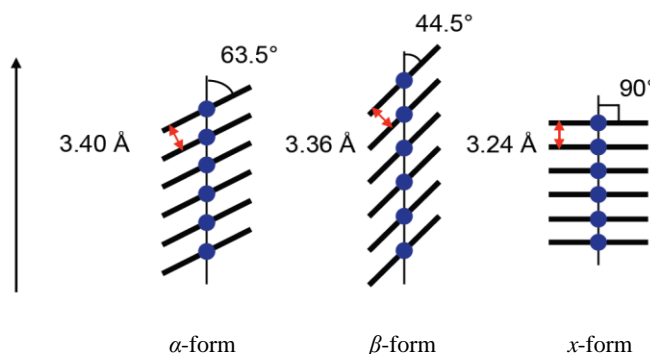 63.5°
44.5°
90°
3.40 Å
3.36 Å
3.24 Å
α-form
β-form
x-form